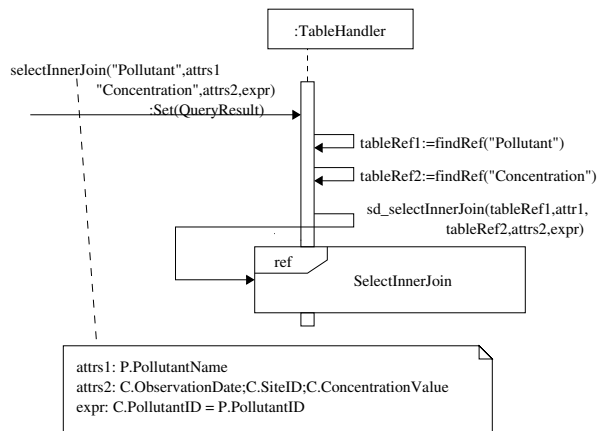 :TableHandler
selectInnerJoin("Pollutant",attrs1
"Concentration",attrs2,expr)
:Set(QueryResult)
tableRef1:=findRef("Pollutant")
tableRef2:=findRef("Concentration")
sd_selectInnerJoin(tableRef1,attr1,
tableRef2,attrs2,expr)
ref
SelectInnerJoin
attrs1: P.PollutantName
attrs2: C.ObservationDate;C.SiteID;C.ConcentrationValue
expr: C.PollutantID = P.PollutantID